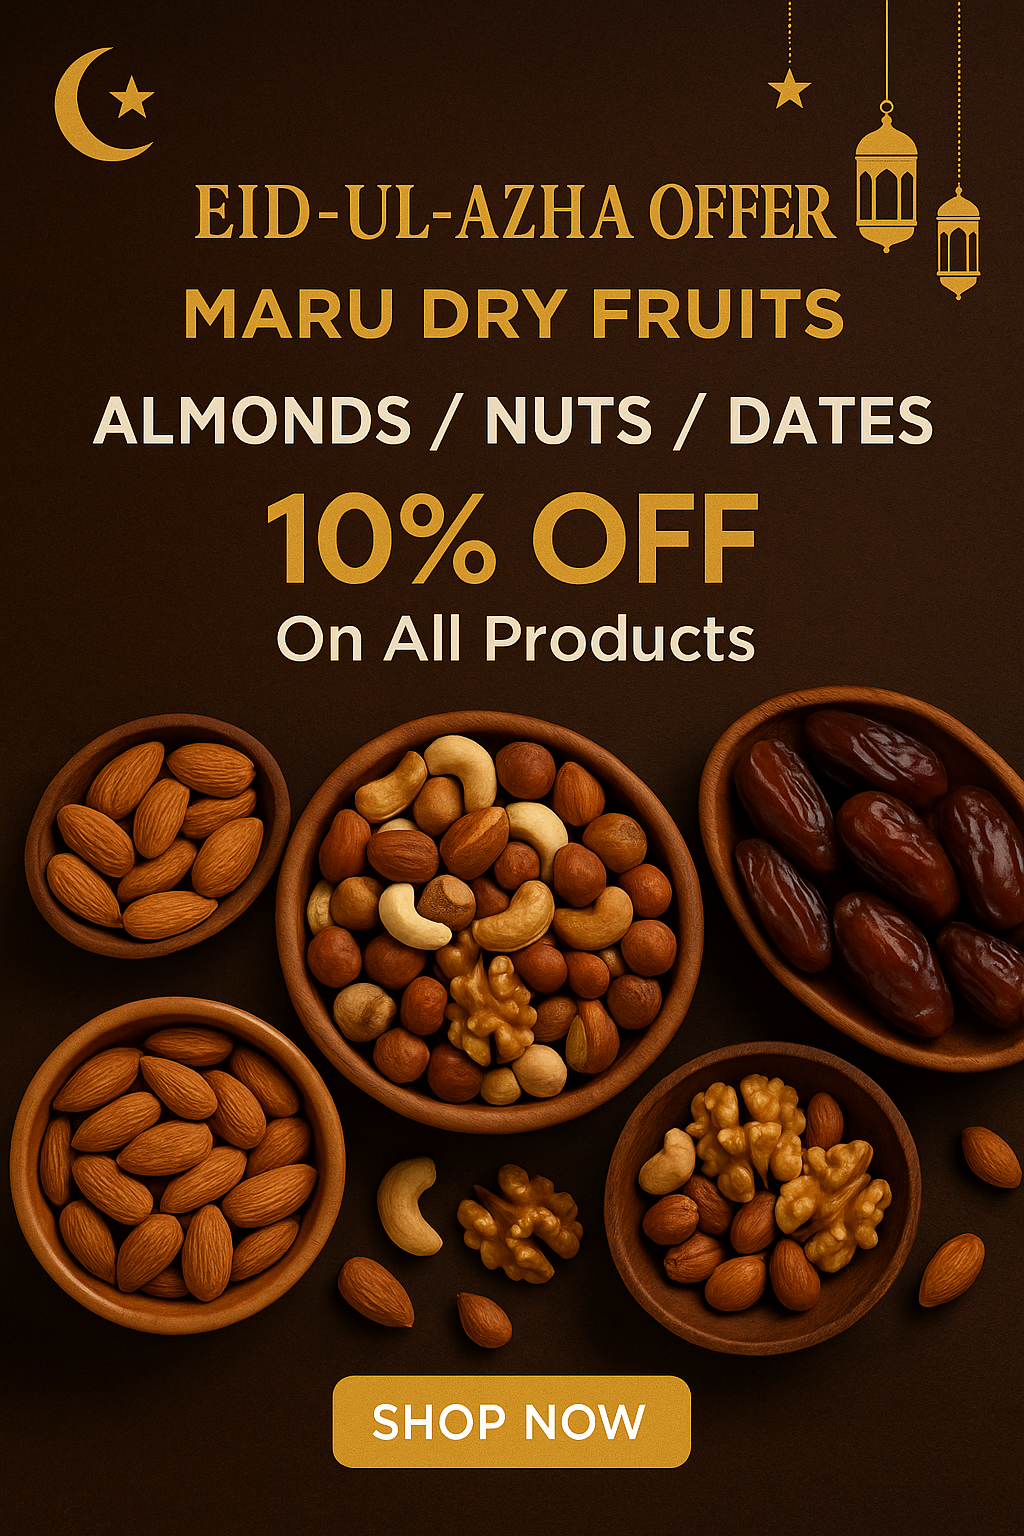 EID-UL-AZHA OFFER
MARU DRY FRUITS
ALMONDS / NUTS / DATES
10% OFF
On All Products
SHOP NOW